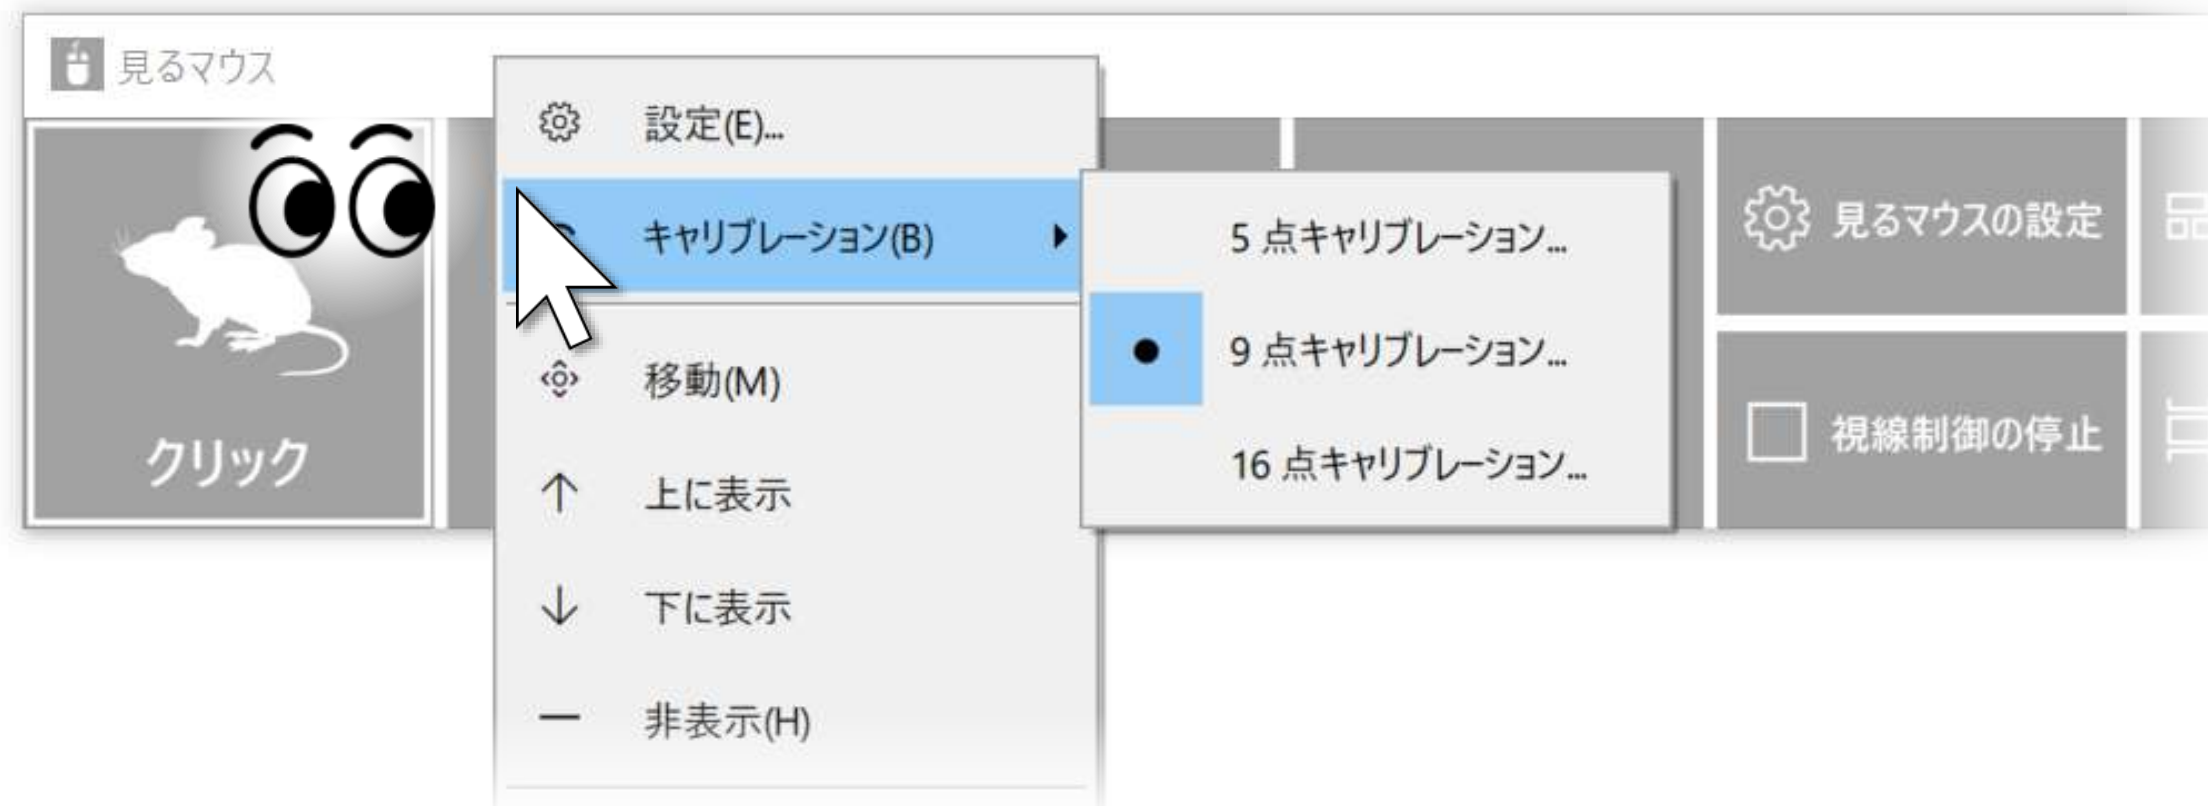 見るマウス
クリック
設定(E)...
キャリブレーション(B)
移動(M)
上に表示
下に表示
非表示(H)
5 点キャリブレーション...
9 点キャリブレーション...
16 点キャリブレーション...
見るマウスの設定
視線制御の停止